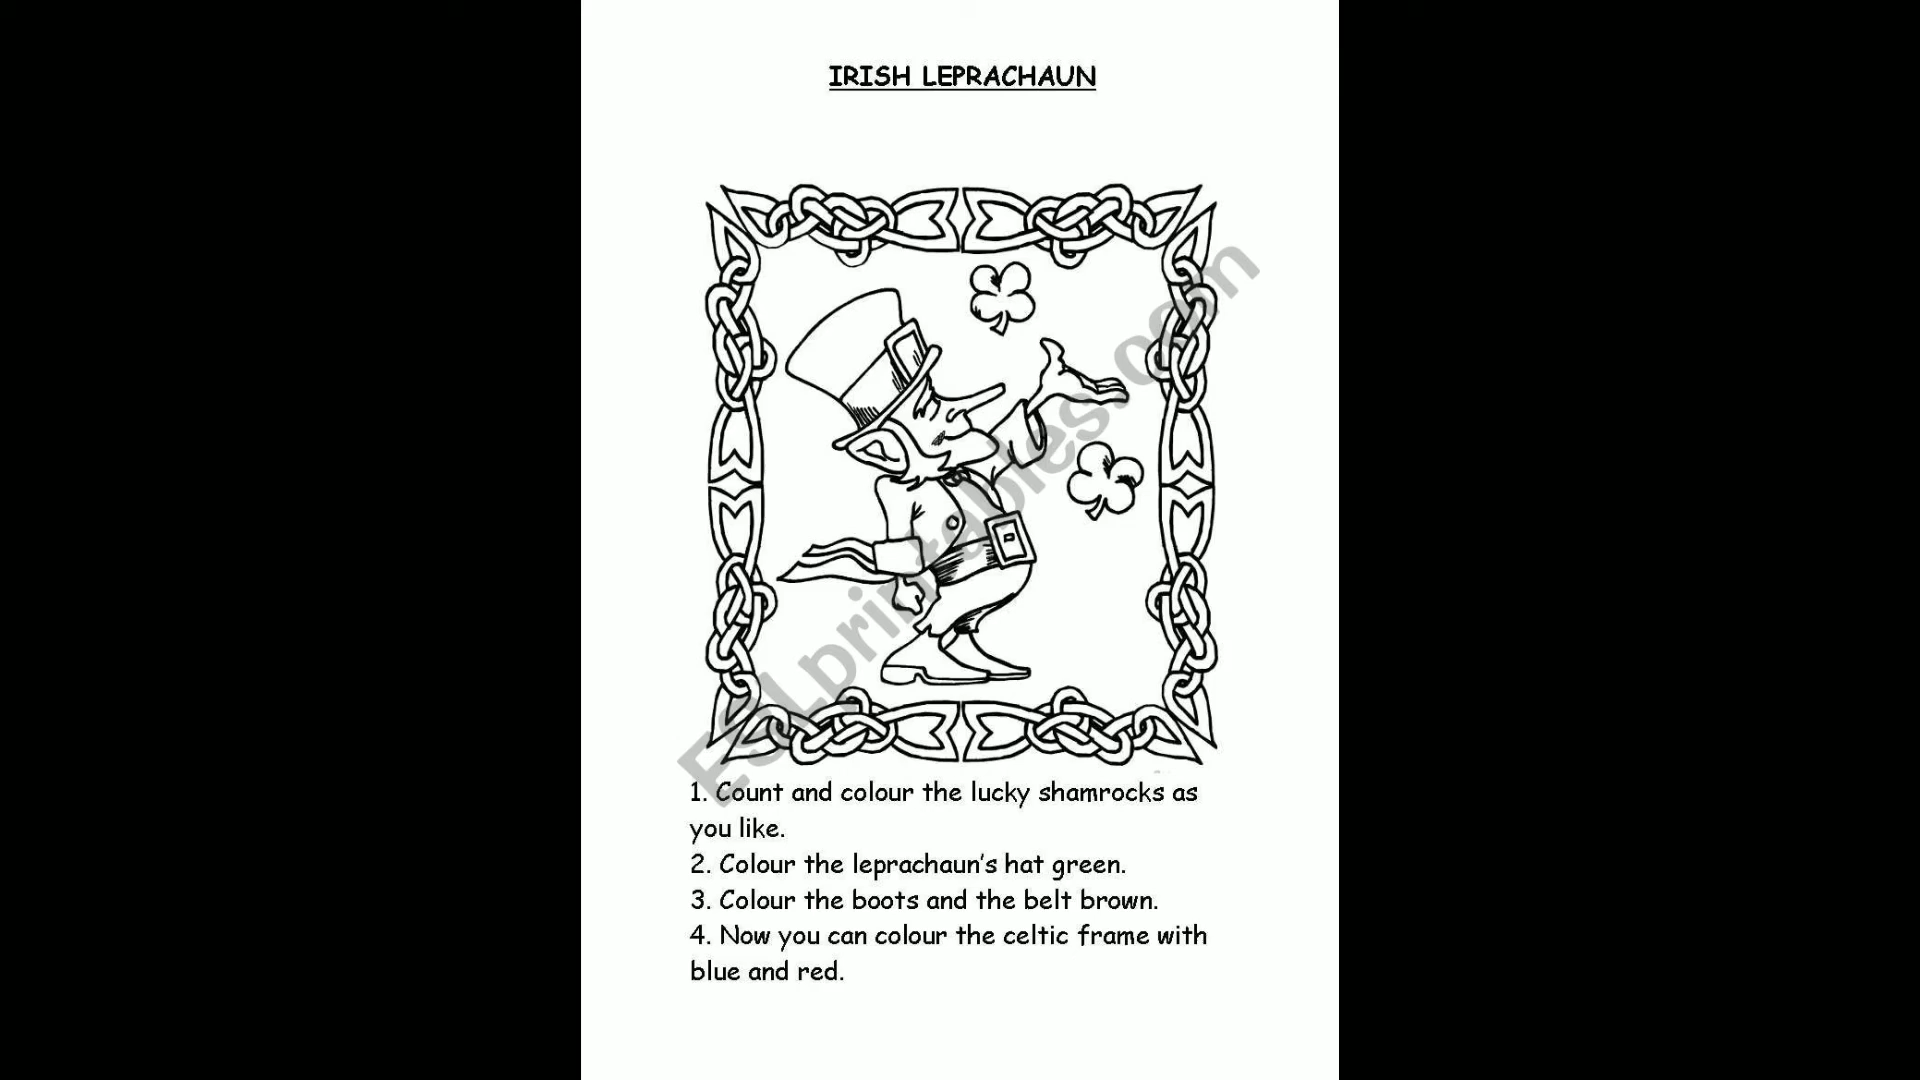 IRISH LEPRACHAUN
ESLprintables.com
1. Count and colour the lucky shamrocks as
you like.
2. Colour the leprachaun's hat green.
3. Colour the boots and the belt brown.
4. Now you can colour the celtic frame with
blue and red.